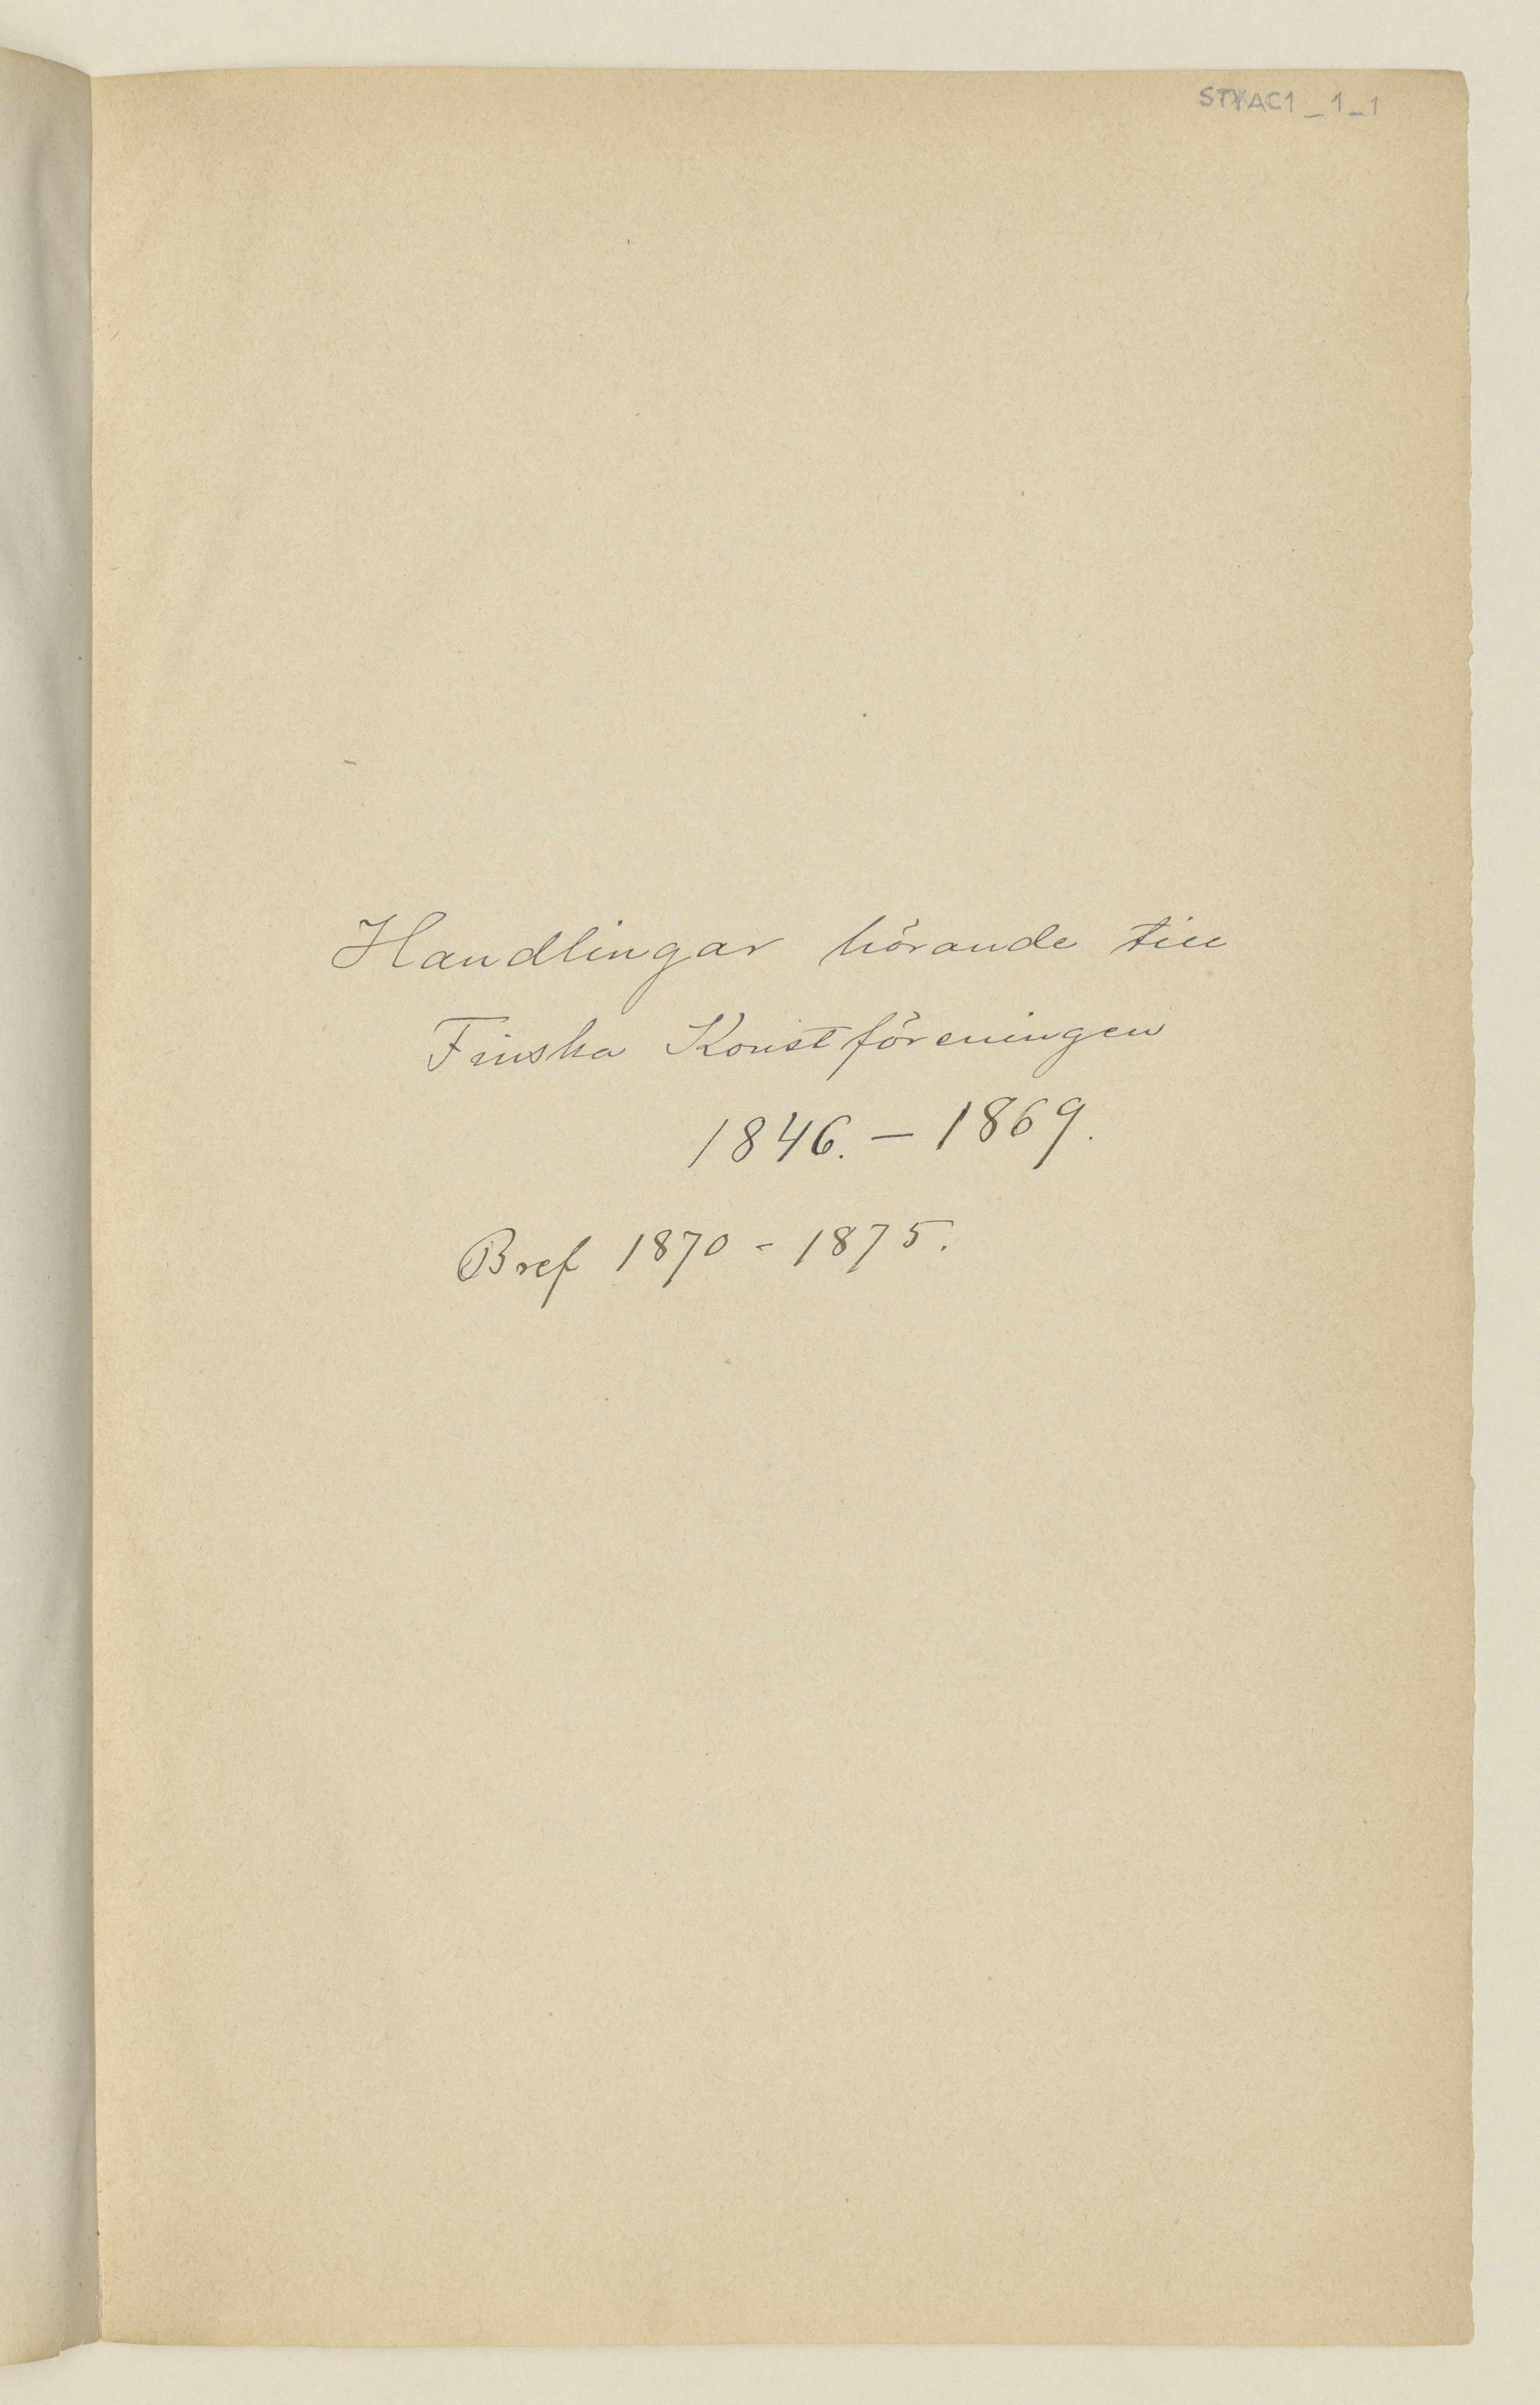 STYAC1_1_1
Handlingar hörande till
Finska Konstföreningen
1846. — 1869.
Bref 1870 - 1875.